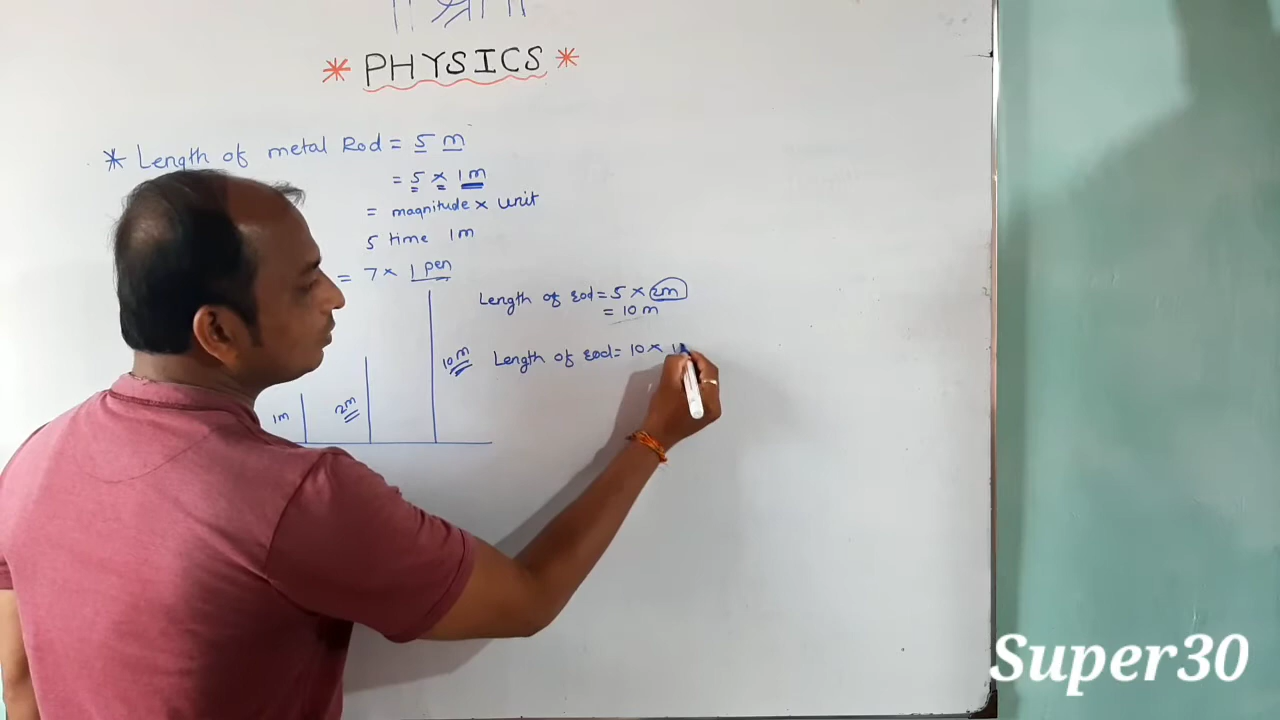 * PHYSICS *
* Length of metal Rod = 5 m
= 5 × 1m
= magnitude × unit
5 time 1m
= 7 × 1 pen
Length of rod = 5 × 2m
= 10 m
Length of rod = 10 × 1
1m
2m
10m
Super30